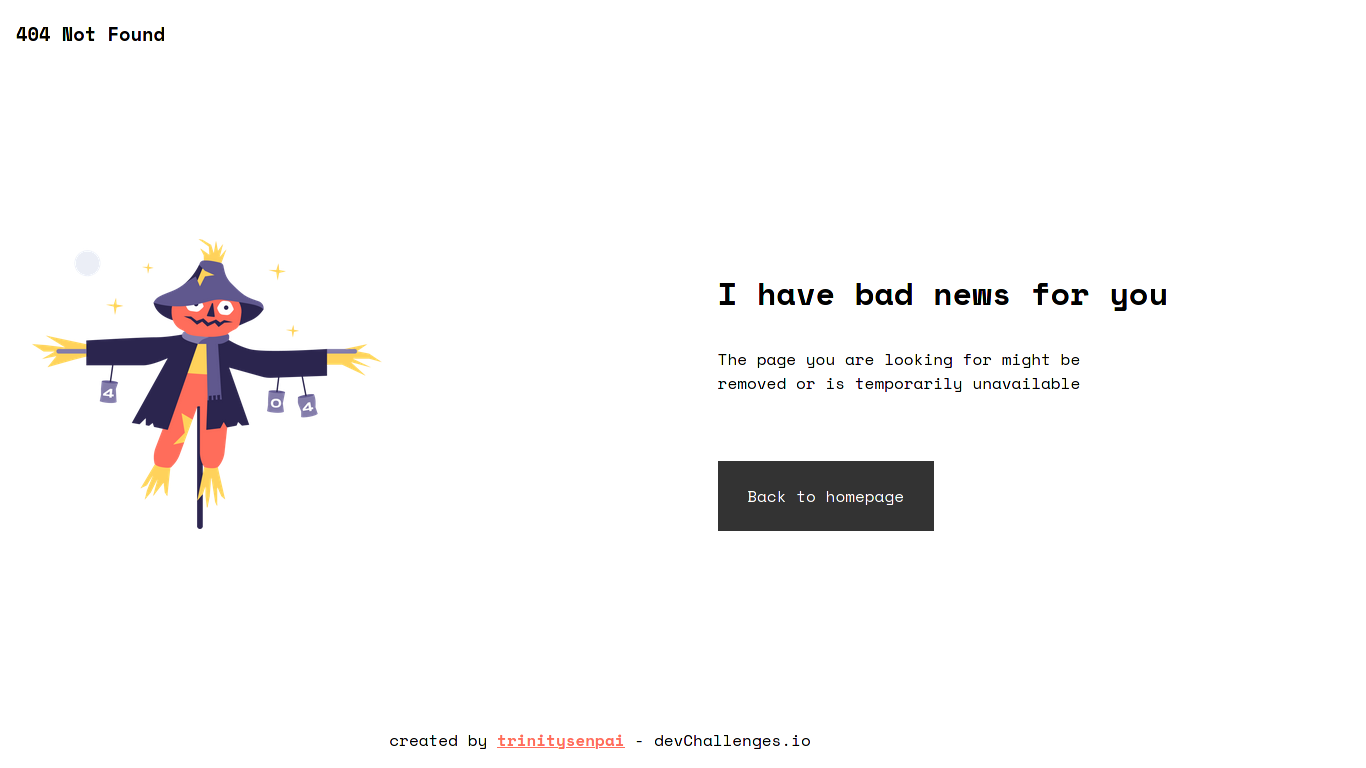 404 Not Found
I have bad news for you
The page you are looking for might be
removed or is temporarily unavailable
4
0
4
Back to homepage
created by trinitysenpai - devChallenges.io